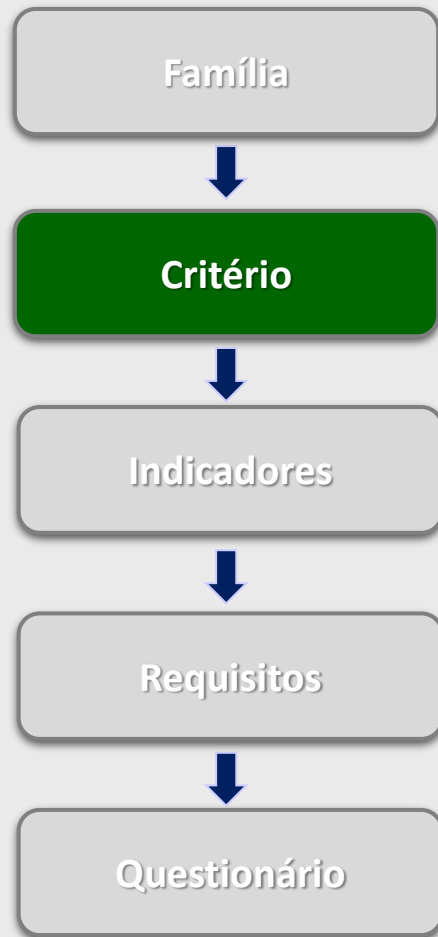 Família
Critério
Indicadores
Requisitos
Questionário